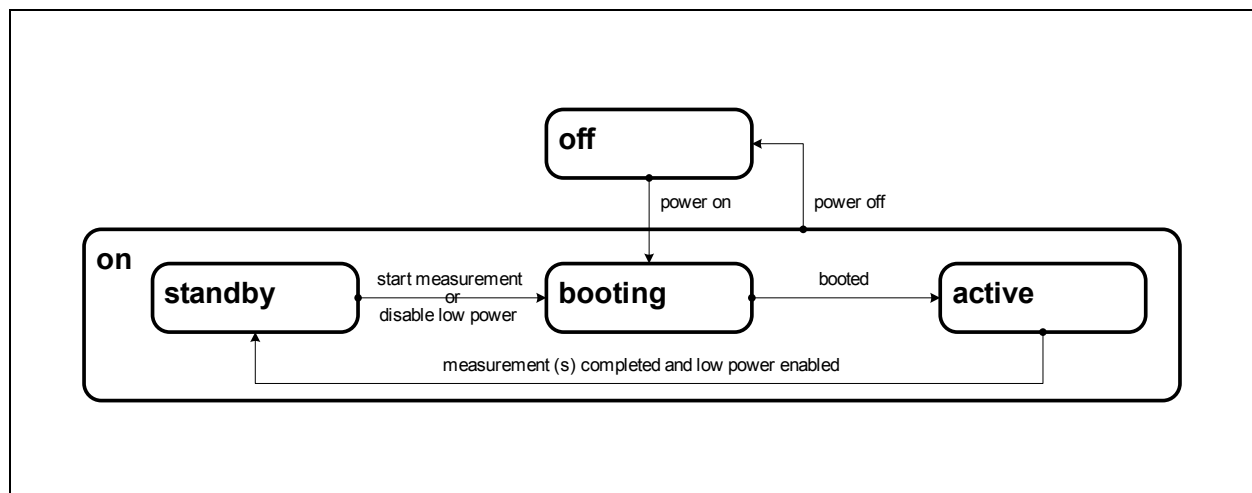 off
power on
power off
on
standby
start measurement
or
disable low power
booting
booted
active
measurement (s) completed and low power enabled